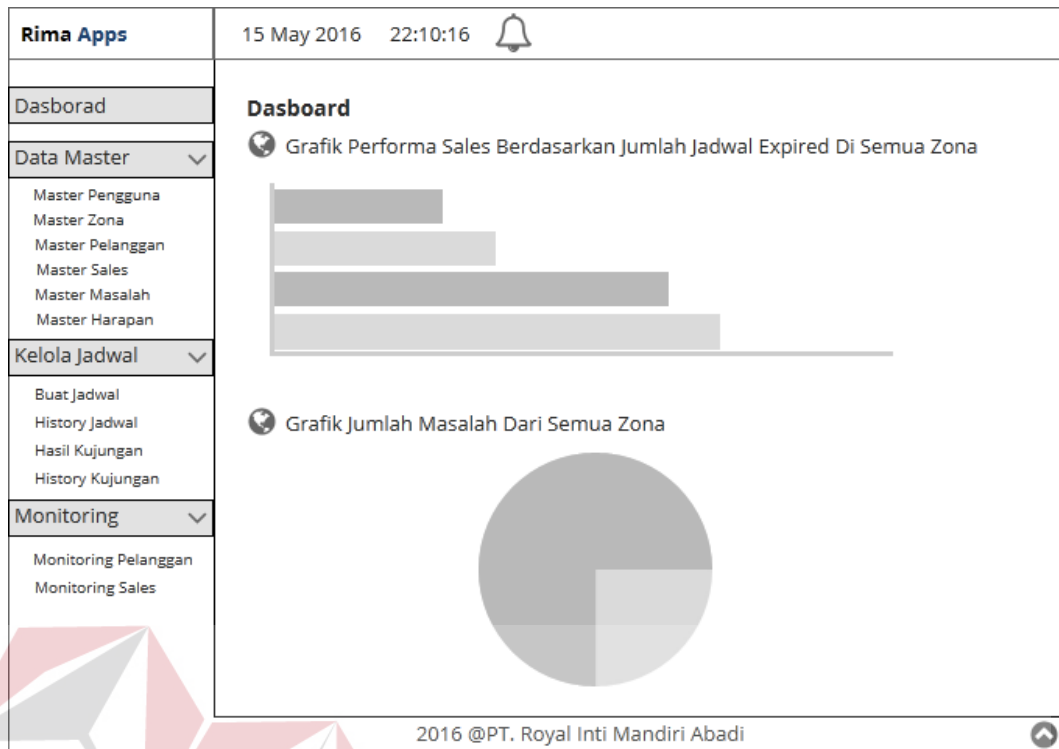 Rima Apps
15 May 2016 22:10:16
Dasborad
Data Master
Master Pengguna
Master Zona
Master Pelanggan
Master Sales
Master Masalah
Master Harapan
Kelola Jadwal
Buat Jadwal
History Jadwal
Hasil Kujungan
History Kujungan
Monitoring
Monitoring Pelanggan
Monitoring Sales
Dasboard
Grafik Performa Sales Berdasarkan Jumlah Jadwal Expired Di Semua Zona
Grafik Jumlah Masalah Dari Semua Zona
2016 @PT. Royal Inti Mandiri Abadi